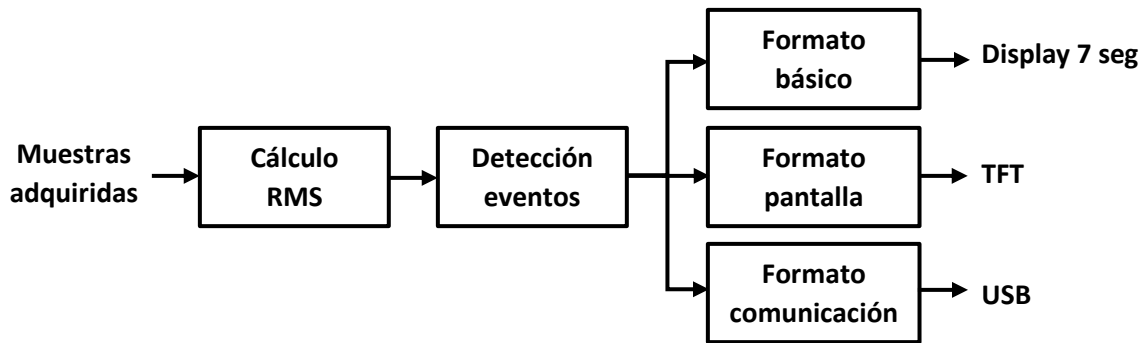 Muestras
adquiridas
Cálculo
RMS
Detección
eventos
Formato
básico
Display 7 seg
Formato
pantalla
TFT
Formato
comunicación
USB